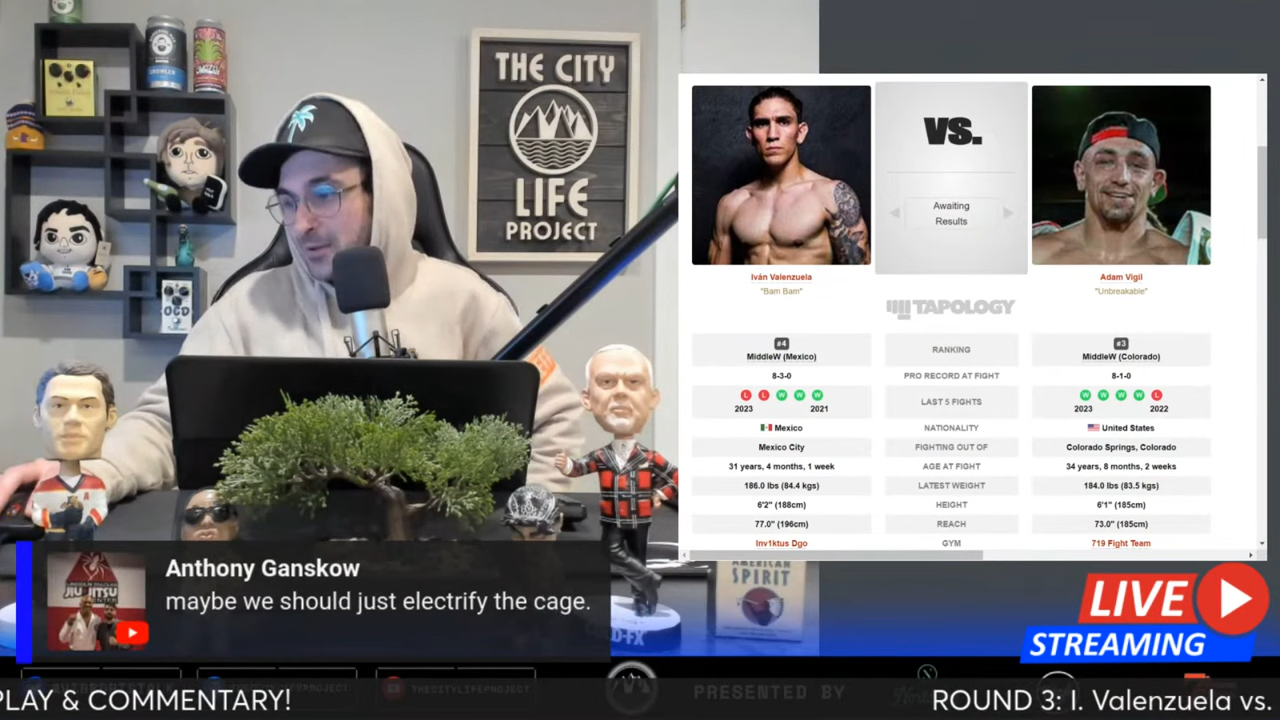 THE CITY
LIFE
PROJECT
OCD
VS.
Awaiting
Results
Iván Valenzuela
"Bam Bam"
Adam Vigil
"Unbreakable"
TAPOLOGY
#4
MiddleW (Mexico)
RANKING
#3
MiddleW (Colorado)
8-3-0
PRO RECORD AT FIGHT
8-1-0
L L W W W
2023 2021
LAST 5 FIGHTS
W W W W L
2023 2022
Mexico
NATIONALITY
United States
Mexico City
FIGHTING OUT OF
Colorado Springs, Colorado
31 years, 4 months, 1 week
AGE AT FIGHT
34 years, 8 months, 2 weeks
186.0 lbs (84.4 kgs)
LATEST WEIGHT
184.0 lbs (83.5 kgs)
6'2" (188cm)
HEIGHT
6'1" (185cm)
77.0" (196cm)
REACH
73.0" (185cm)
Inv1ktus Dgo
GYM
719 Fight Team
AMERICAN
SPIRIT
Anthony Ganskow
maybe we should just electrify the cage.
LIVE
STREAMING
THECITYLIFEPROJECT
PRESENTED BY
PLAY & COMMENTARY!
ROUND 3: I. Valenzuela vs.